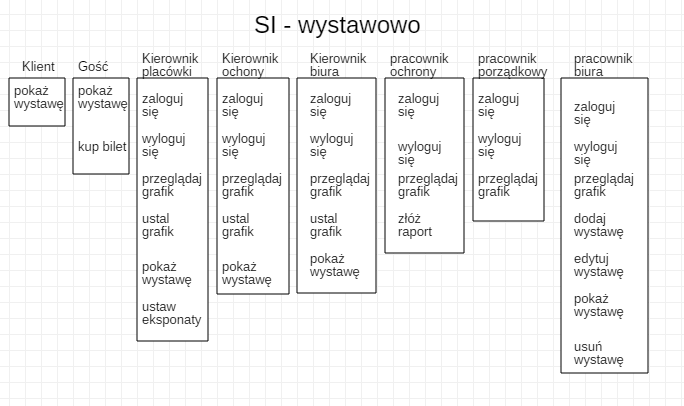 SI - wystawowo
Klient
pokaż
wystawę
Gość
pokaż
wystawę
kup bilet
Kierownik
placówki
zaloguj
się
wyloguj
się
przeglądaj
grafik
ustal
grafik
pokaż
wystawę
ustaw
eksponaty
Kierownik
ochony
zaloguj
się
wyloguj
się
przeglądaj
grafik
ustal
grafik
pokaż
wystawę
Kierownik
biura
zaloguj
się
wyloguj
się
przeglądaj
grafik
ustal
grafik
pokaż
wystawę
pracownik
ochrony
zaloguj
się
wyloguj
się
przeglądaj
grafik
złóż
raport
pracownik
porządkowy
zaloguj
się
wyloguj
się
przeglądaj
grafik
pracownik
biura
zaloguj
się
wyloguj
się
przeglądaj
grafik
dodaj
wystawę
edytuj
wystawę
pokaż
wystawę
usuń
wystawę